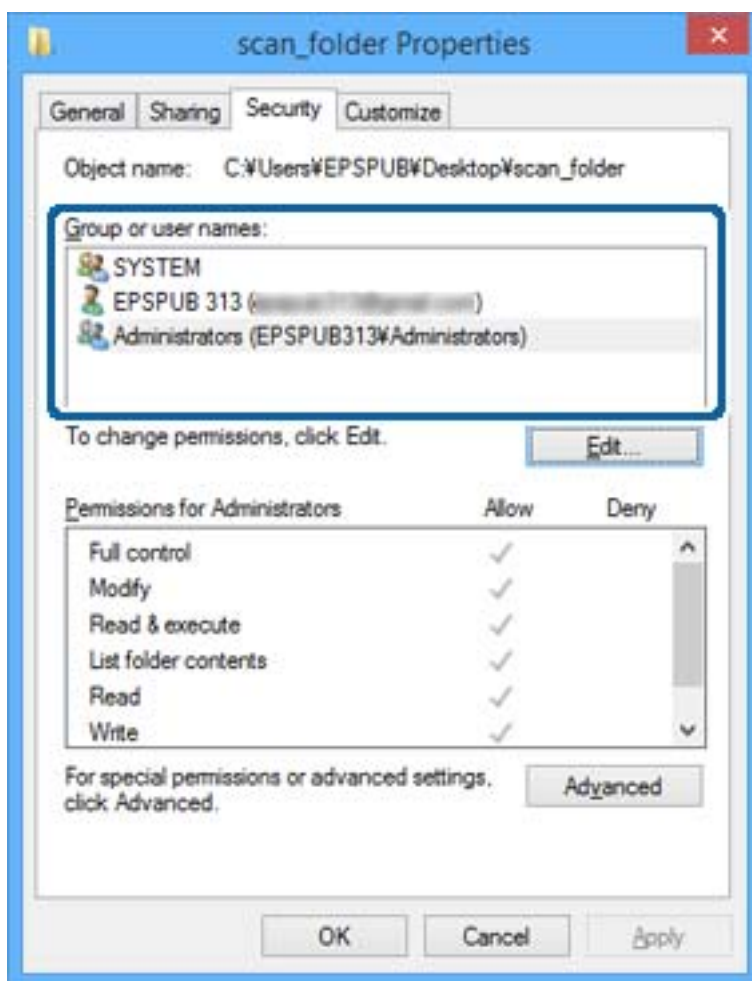 scan_folder Properties
General Sharing Security Customize
Object name: C:¥Users¥EPSPUB¥Desktop¥scan_folder
Group or user names:
SYSTEM
EPSPUB 313 ( )
Administrators (EPSPUB313¥Administrators)
To change permissions, click Edit.
Edit...
Permissions for Administrators Allow Deny
Full control
Modify
Read & execute
List folder contents
Read
Write
For special permissions or advanced settings,
click Advanced.
Advanced
OK Cancel Apply